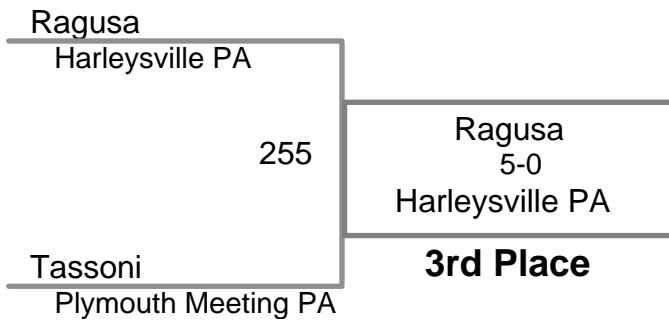 Ragusa
Harleysville PA
255
Ragusa
5-0
Harleysville PA
3rd Place
Tassoni
Plymouth Meeting PA